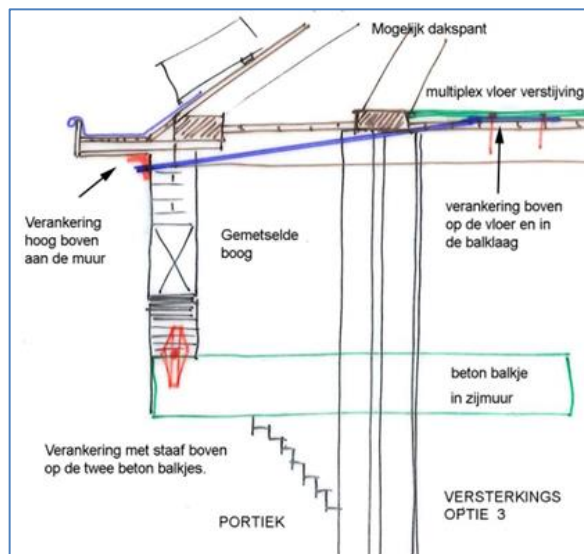 Mogelijk dakspant
multiplex vloer verstijving
Verankering
hoog boven
aan de muur
Gemetselde
boog
verankering boven
op de vloer en in
de balklaag
beton balkje
in zijmuur
Verankering met staaf boven
op de twee beton balkjes.
PORTIEK
VERSTERKINGS
OPTIE 3